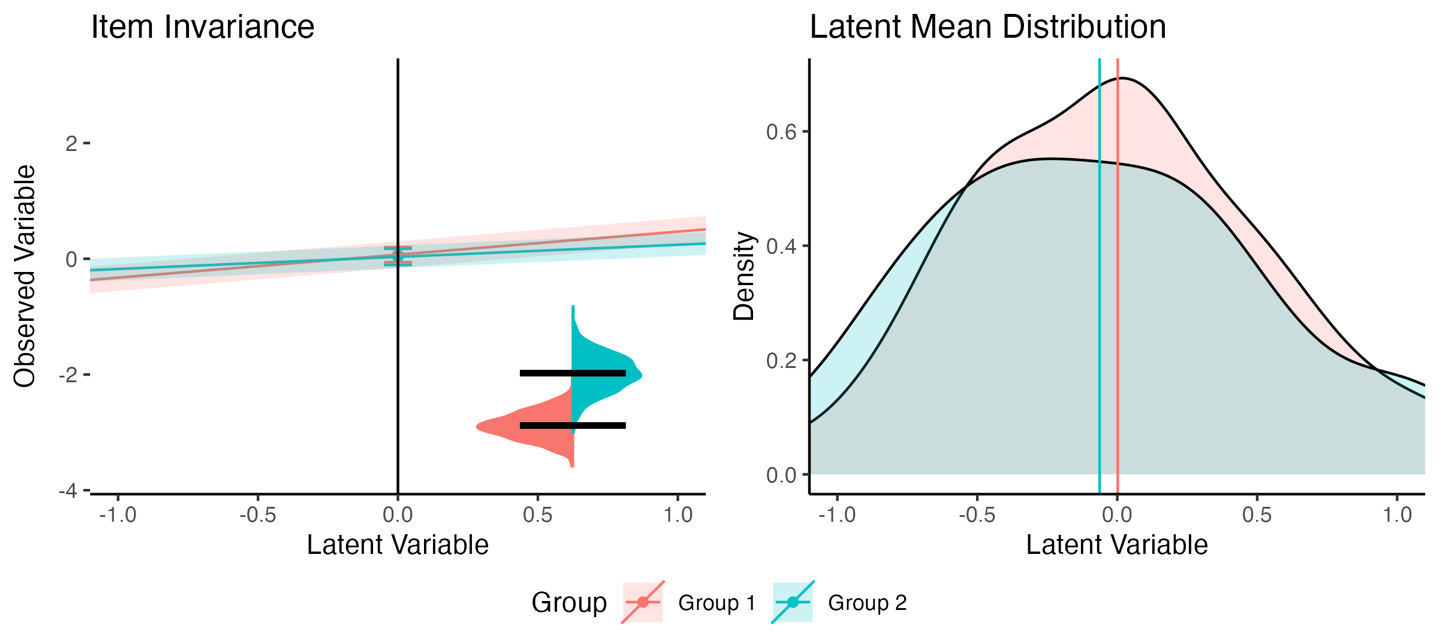 Item Invariance
Observed Variable
2
0
-2
-4
-1.0 -0.5 0.0 0.5 1.0
Latent Variable
Latent Mean Distribution
Density
0.6
0.4
0.2
0.0
-1.0 -0.5 0.0 0.5 1.0
Latent Variable
Group Group 1 Group 2